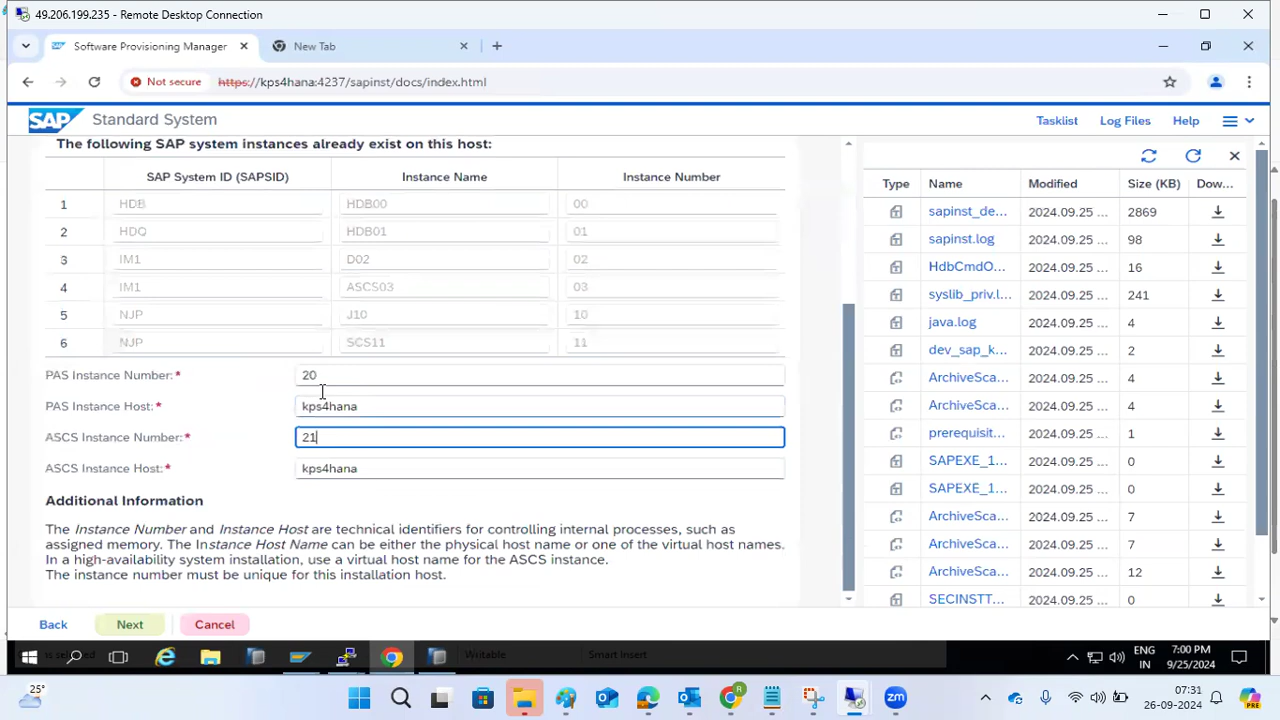 49.206.199.235 - Remote Desktop Connection
Software Provisioning Manager
New Tab
Not secure
https://kps4hana:4237/sapinst/docs/index.html
SAP
Standard System
Tasklist
Log Files
Help
The following SAP system instances already exist on this host:
SAP System ID (SAPSID) Instance Name Instance Number
1 HDB HDB00 00
2 HDQ HDB01 01
3 IM1 D02 02
4 IM1 ASCS03 03
5 NJP J10 10
6 NJP SCS11 11
PAS Instance Number:* 20
PAS Instance Host:* kps4hana
ASCS Instance Number:* 21
ASCS Instance Host:* kps4hana
Additional Information
The Instance Number and Instance Host are technical identifiers for controlling internal processes, such as
assigned memory. The Instance Host Name can be either the physical host name or one of the virtual host names.
In a high-availability system installation, use a virtual host name for the ASCS instance.
The instance number must be unique for this installation host.
Back
Next
Cancel
Type Name Modified Size (KB) Dow...
sapinst_de... 2024.09.25 ... 2869
sapinst.log 2024.09.25 ... 98
HdbCmdO... 2024.09.25 ... 16
syslib_priv.l... 2024.09.25 ... 241
java.log 2024.09.25 ... 4
dev_sap_k... 2024.09.25 ... 2
ArchiveSca... 2024.09.25 ... 4
ArchiveSca... 2024.09.25 ... 4
prerequisit... 2024.09.25 ... 1
SAPEXE_1... 2024.09.25 ... 0
SAPEXE_1... 2024.09.25 ... 0
ArchiveSca... 2024.09.25 ... 7
ArchiveSca... 2024.09.25 ... 7
ArchiveSca... 2024.09.25 ... 12
SECINSTT... 2024.09.25 ... 0
selected
Writable
Smart Insert
ENG
IN
7:00 PM
9/25/2024
25°
07:31
26-09-2024
PRE